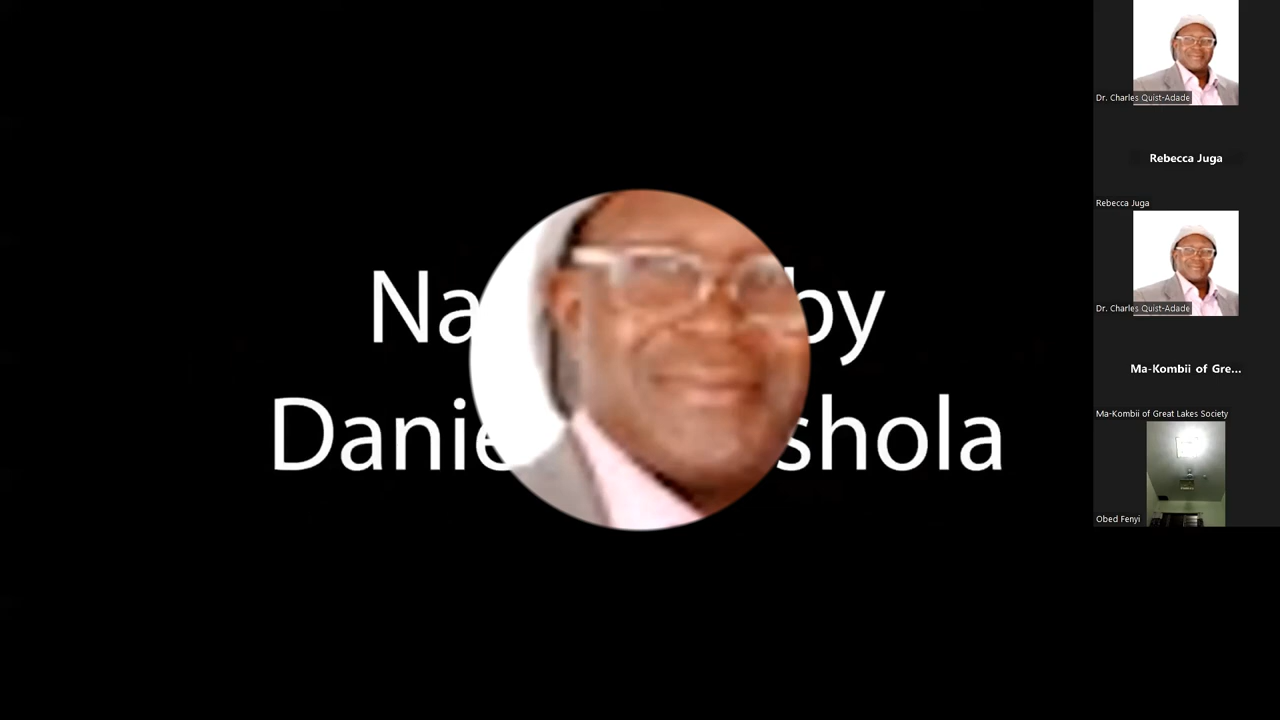 Na by
Danie shola
Dr. Charles Quist-Adade
Rebecca Juga
Rebecca Juga
Dr. Charles Quist-Adade
Ma-Kombii of Gre...
Ma-Kombii of Great Lakes Society
Obed Fenyi